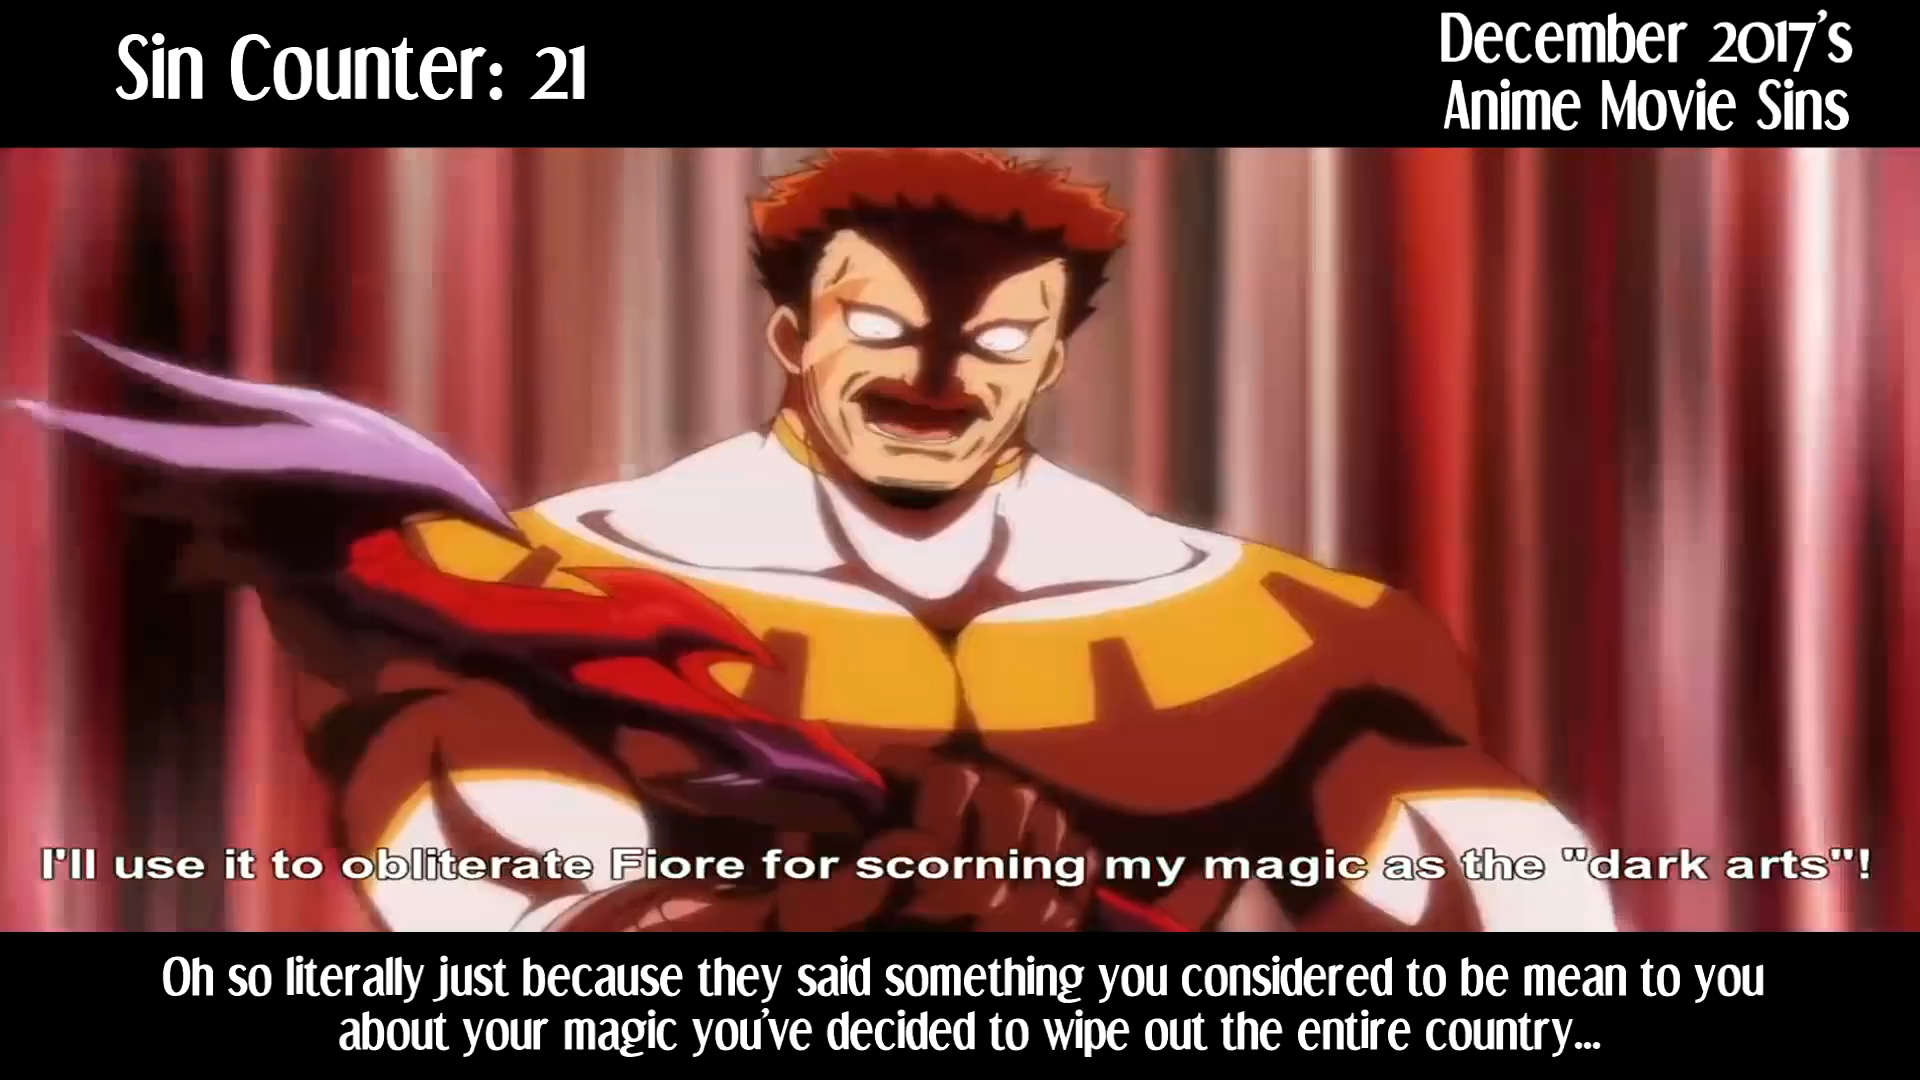 Sin Counter: 21
December 2017's
Anime Movie Sins
I'll use it to obliterate Fiore for scorning my magic as the "dark arts"!
Oh so literally just because they said something you considered to be mean to you
about your magic you've decided to wipe out the entire country...